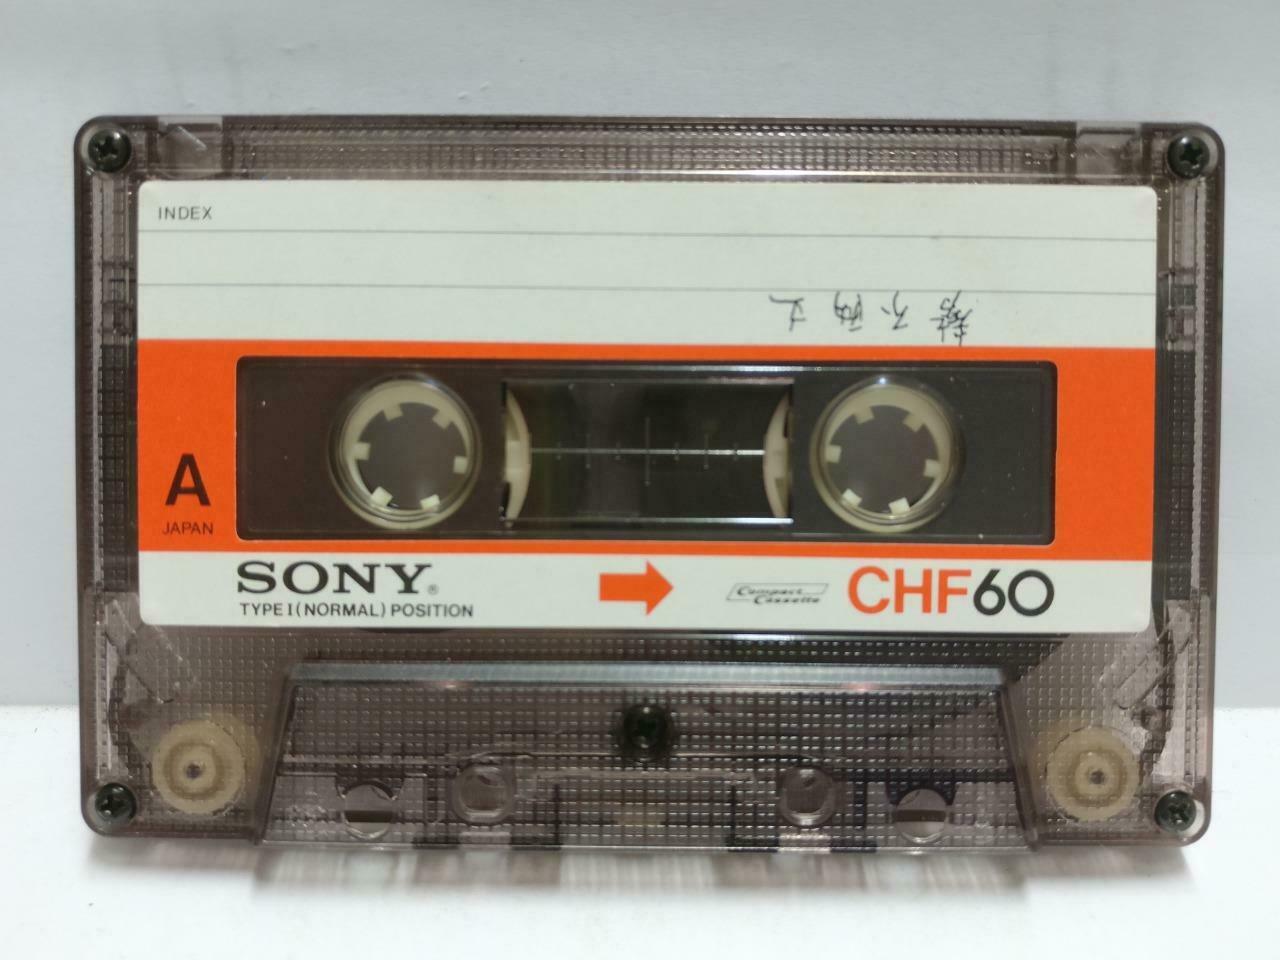 INDEX
A
JAPAN
SONY®
TYPE I (NORMAL) POSITION
Compact
Cassette
CHF60